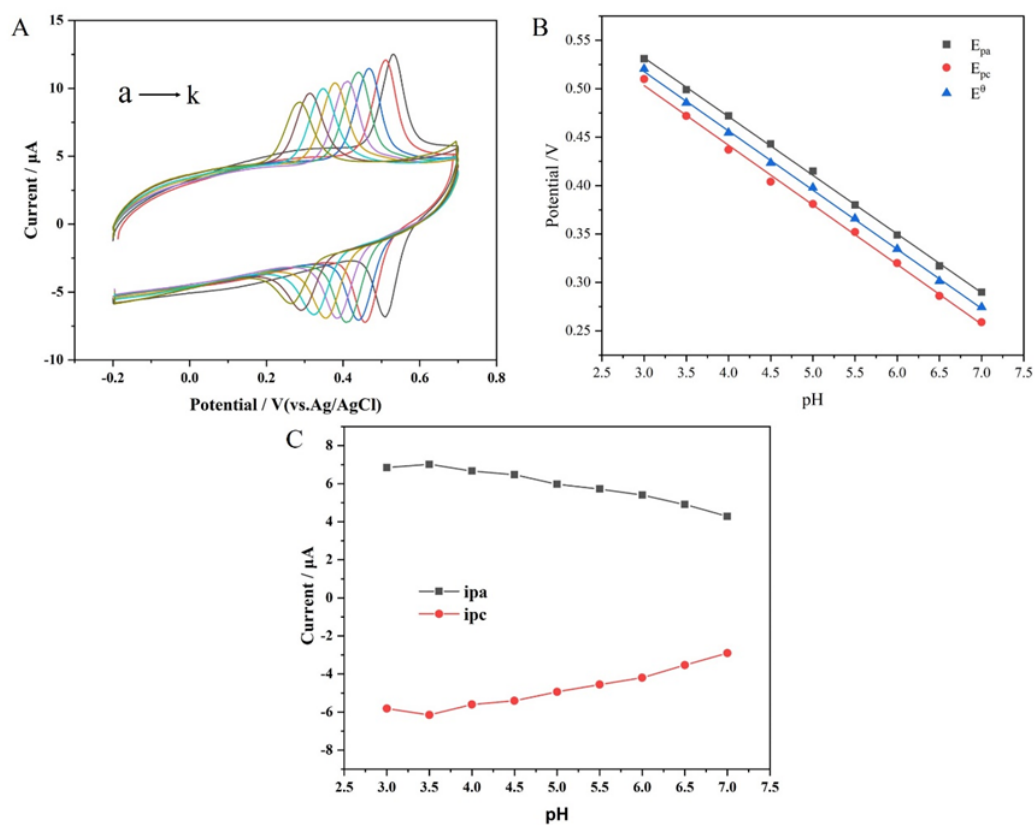 A
a → k
15
10
5
0
-5
-10
Current / μA
-0.2 0.0 0.2 0.4 0.6 0.8
Potential / V(vs.Ag/AgCl)
B
0.55
0.50
0.45
0.40
0.35
0.30
0.25
Potential /V
Epa
Epc
Eθ
2.5 3.0 3.5 4.0 4.5 5.0 5.5 6.0 6.5 7.0 7.5
pH
C
8
6
4
2
0
-2
-4
-6
-8
Current / μA
ipa
ipc
2.5 3.0 3.5 4.0 4.5 5.0 5.5 6.0 6.5 7.0 7.5
pH